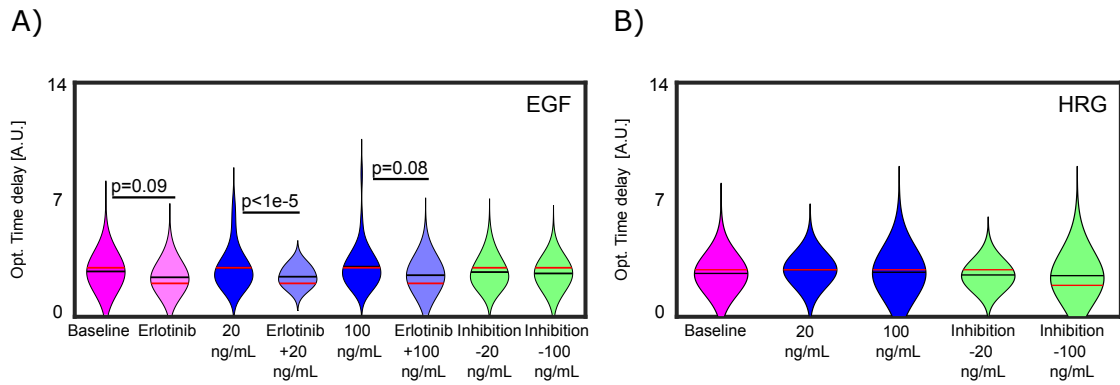 A)
B)
14
EGF
p=0.09
p<1e-5
p=0.08
7
0
Opt. Time delay [A.U.]
Baseline
Erlotinib
20
ng/mL
Erlotinib
+20
ng/mL
100
ng/mL
Erlotinib
+100
ng/mL
Inhibition
-20
ng/mL
Inhibition
-100
ng/mL
14
HRG
7
0
Opt. Time delay [A.U.]
Baseline
20
ng/mL
100
ng/mL
Inhibition
-20
ng/mL
Inhibition
-100
ng/mL